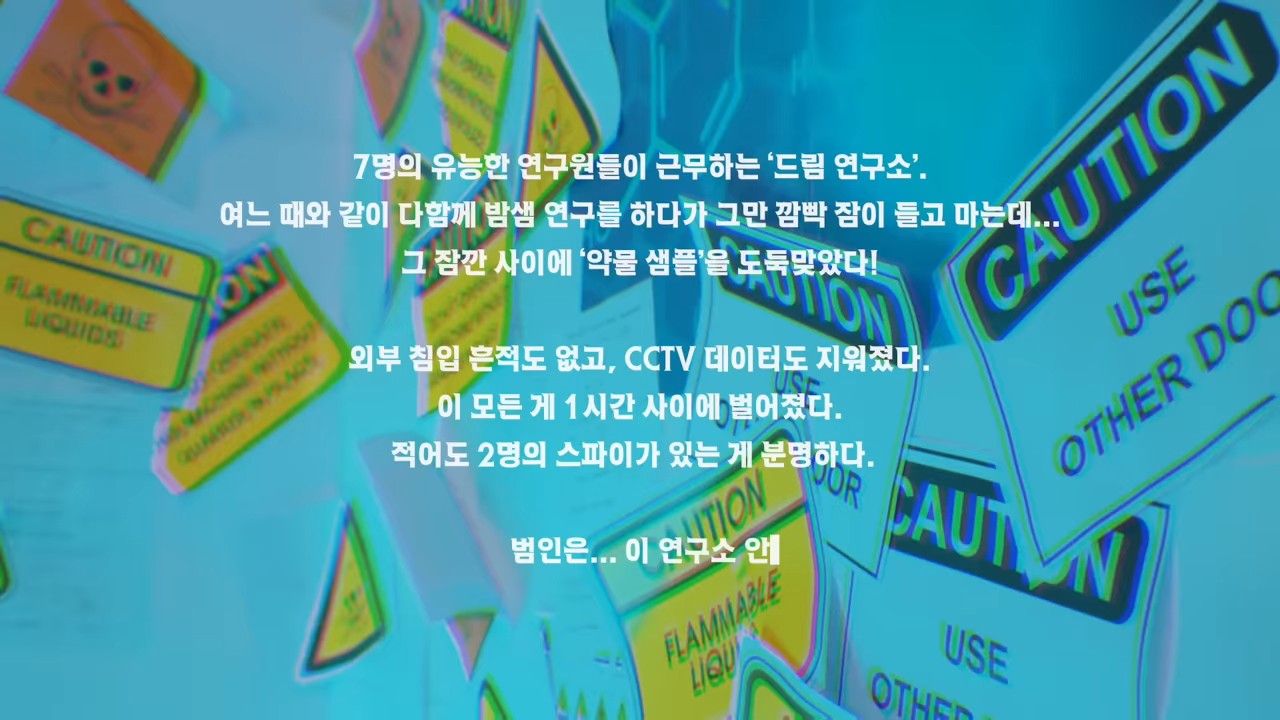 7명의 유능한 연구원들이 근무하는 ‘드림 연구소’.
여느 때와 같이 다함께 밤샘 연구를 하다가 그만 깜빡 잠이 들고 마는데...
그 잠깐 사이에 ‘약물 샘플’을 도둑맞았다!
외부 침입 흔적도 없고, CCTV 데이터도 지워졌다.
이 모든 게 1시간 사이에 벌어졌다.
적어도 2명의 스파이가 있는 게 분명하다.
범인은... 이 연구소 안
CAUTION
USE
OTHER DOOR
CAUTION
FLAMMABLE
LIQUIDS
CAUTION
USE
DOOR
CAUTION
USE
CAUTION
FLAMMABLE